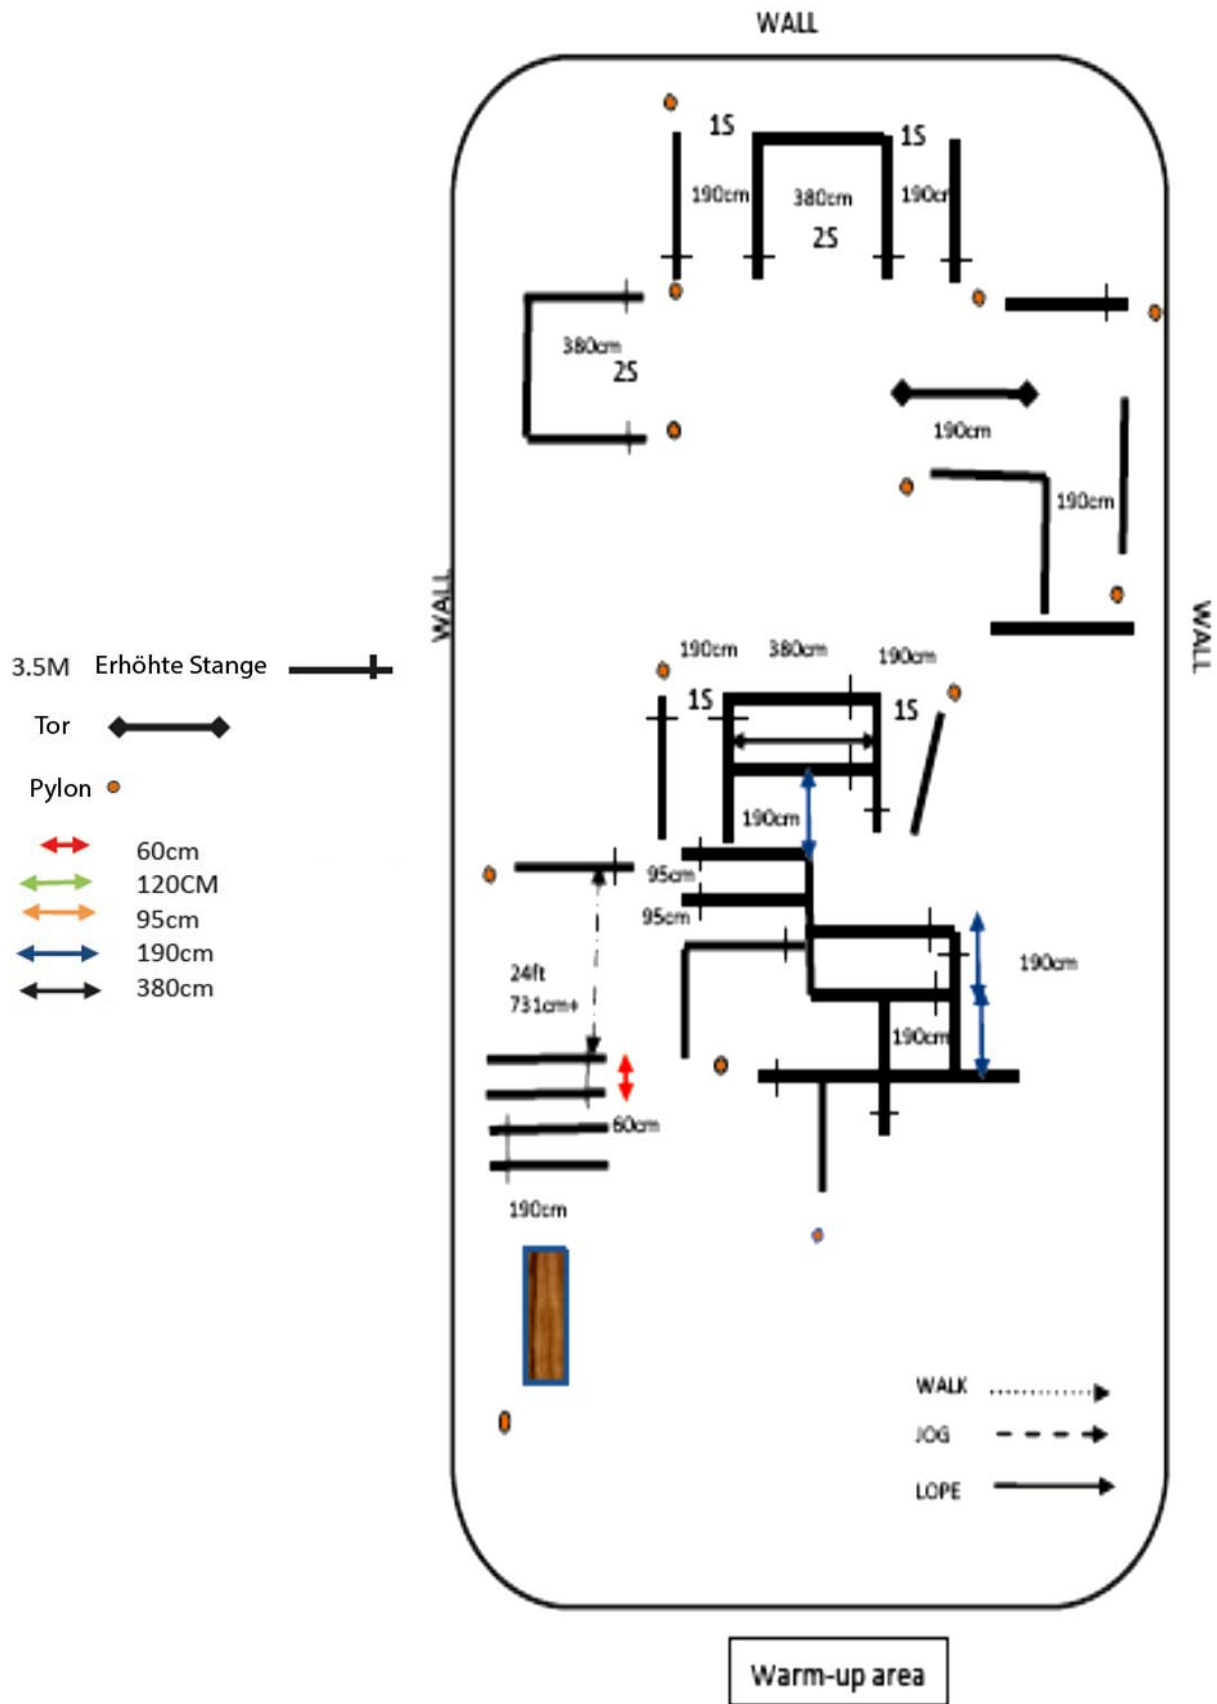 WALL
1S
1S
190cm
380cm
190cm
2S
380cm
2S
190cm
190cm
WALL
WALL
3.5M Erhöhte Stange
Tor
Pylon
60cm
120CM
95cm
190cm
380cm
190cm 380cm 190cm
1S
1S
190cm
95cm
95cm
24ft
731cm+
190cm
190cm
60cm
190cm
WALK
JOG
LOPE
Warm-up area